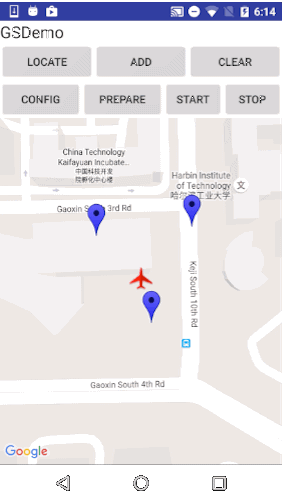 6:14
GSDemo
LOCATE
ADD
CLEAR
CONFIG
PREPARE
START
STOP
China Technology
Kaifayuan Incubate...
中国科技开发
院孵化中心楼
Harbin Institute
of Technology
哈尔滨工业大学
文
Gaoxin South 3rd Rd
Keji South 10th Rd
Gaoxin South 4th Rd
Google